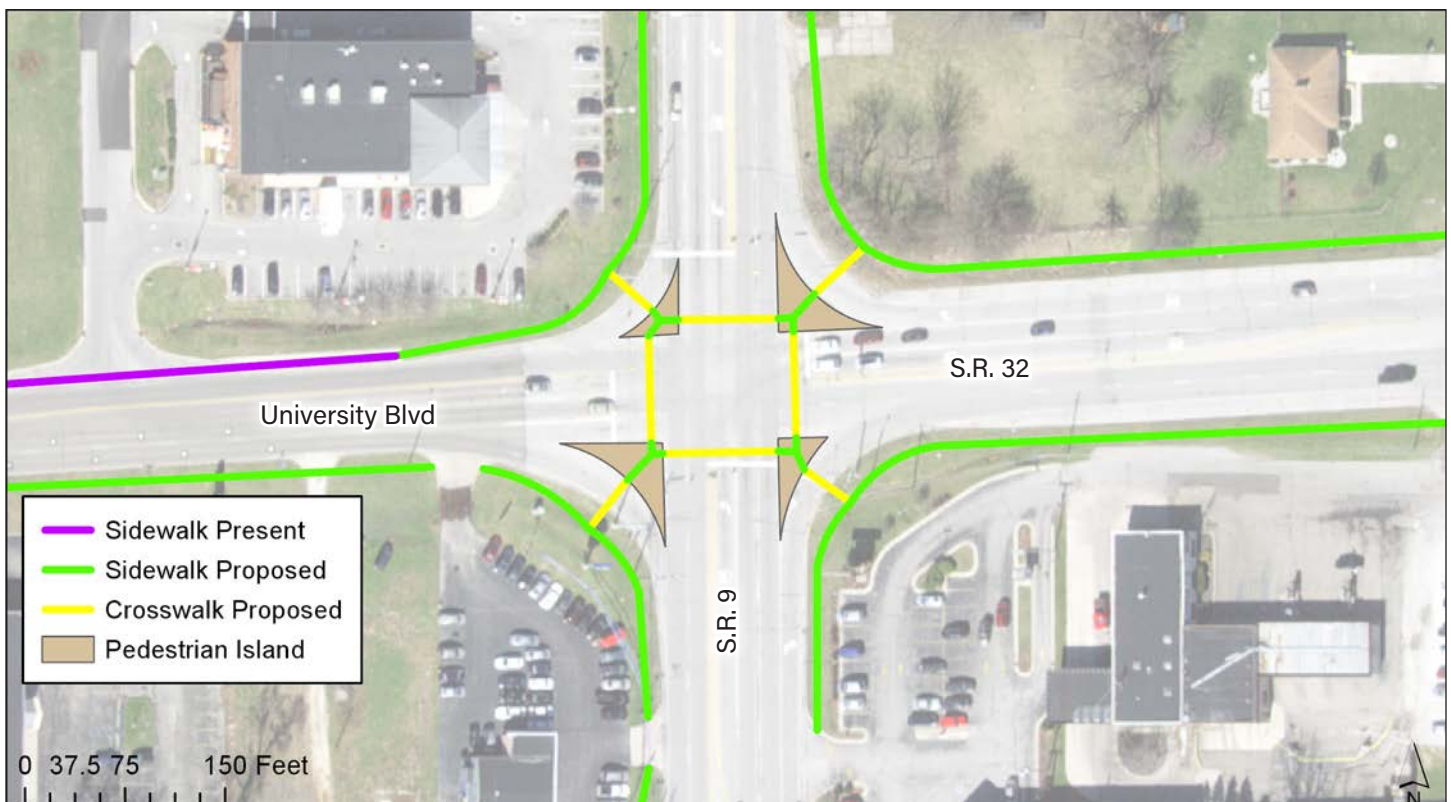 S.R. 32
University Blvd
Sidewalk Present
Sidewalk Proposed
Crosswalk Proposed
Pedestrian Island
S.R. 9
0 37.5 75 150 Feet
N